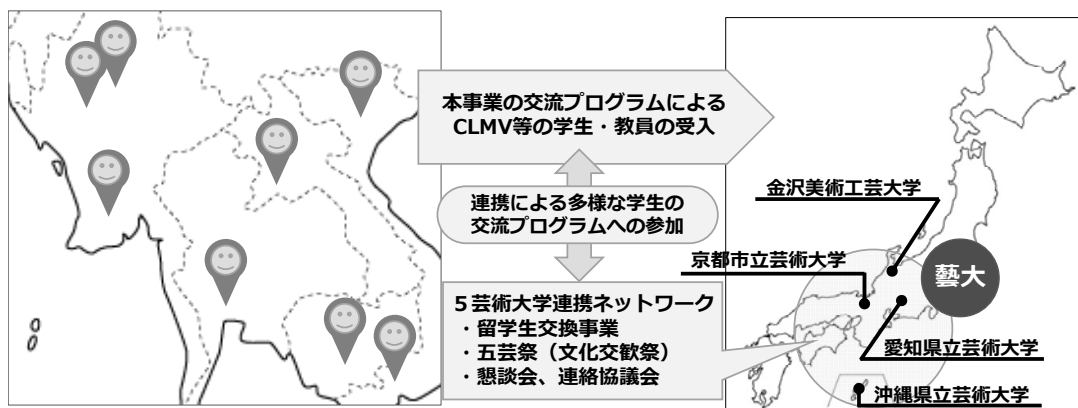 本事業の交流プログラムによる
CLMV等の学生・教員の受入
連携による多様な学生の
交流プログラムへの参加
５芸術大学連携ネットワーク
・留学生交換事業
・五芸祭（文化交歓祭）
・懇談会、連絡協議会
金沢美術工芸大学
京都市立芸術大学
藝大
愛知県立芸術大学
沖縄県立芸術大学